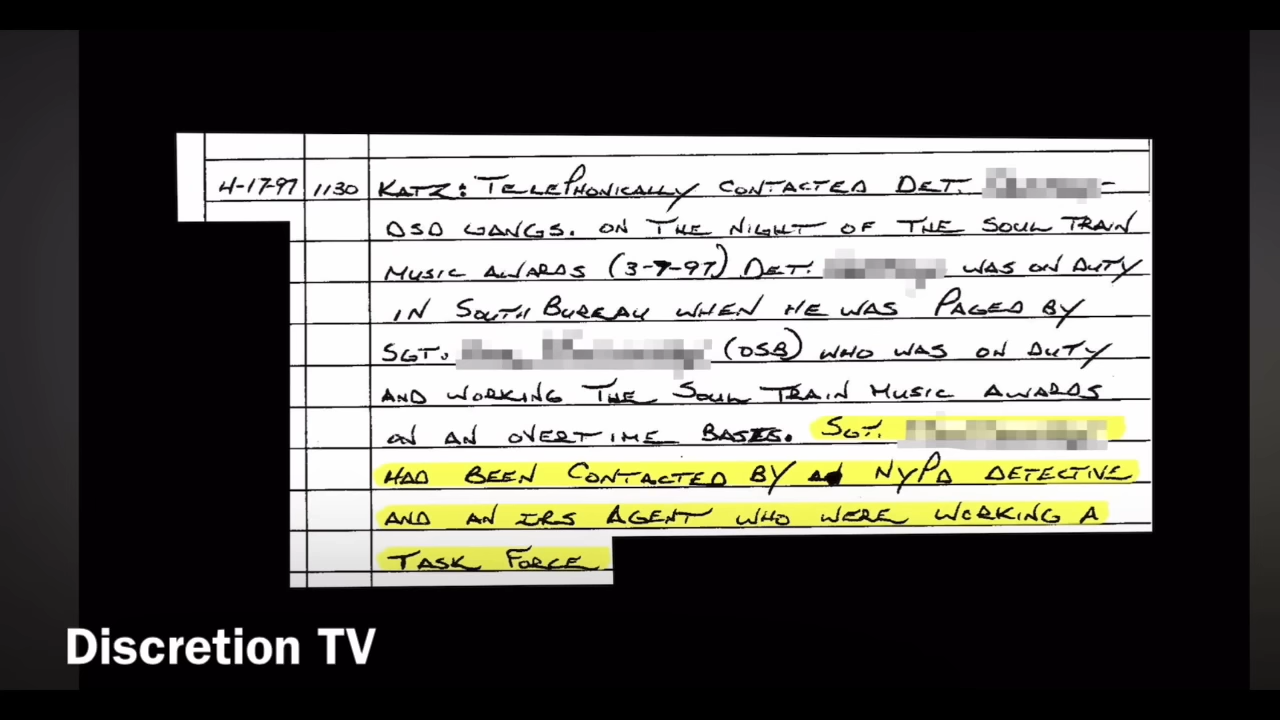 4-17-97 1130 KATZ: TELEPHONICALLY CONTACTED DET.
OSD GANGS. ON THE NIGHT OF THE SOUL TRAIN
MUSIC AWARDS (3-7-97) DET. WAS ON DUTY
IN SOUTH BUREAU WHEN HE WAS PAGED BY
SGT. (OSB) WHO WAS ON DUTY
AND WORKING THE SOUL TRAIN MUSIC AWARDS
ON AN OVERTIME BASIS. SGT.
HAD BEEN CONTACTED BY NYPD DETECTIVE
AND AN IRS AGENT WHO WERE WORKING A
TASK FORCE
Discretion TV